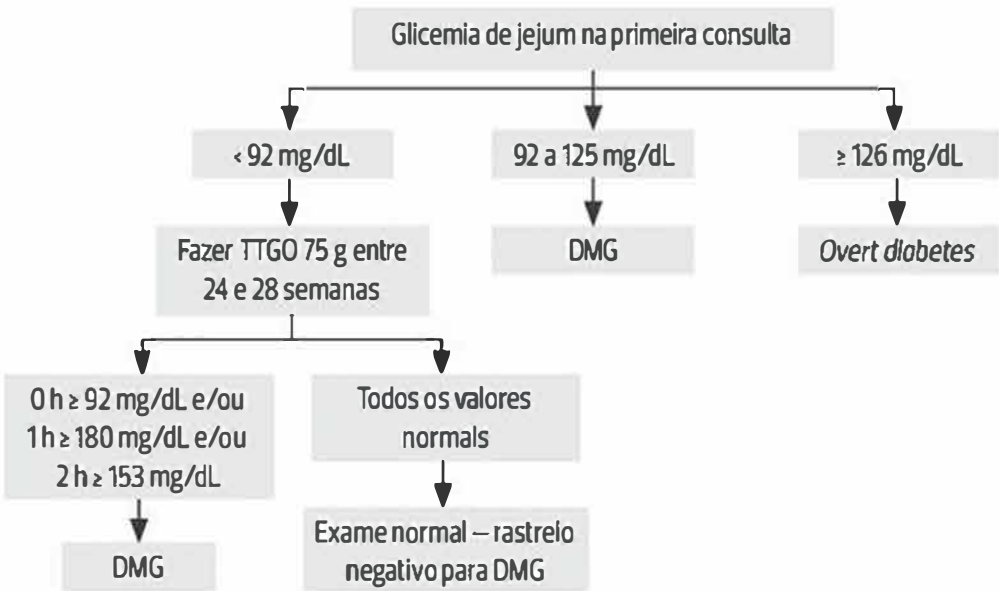 Glicemia de jejum na primeira consulta
< 92 mg/dL
92 a 125 mg/dL
≥ 126 mg/dL
Fazer TTGO 75 g entre
24 e 28 semanas
DMG
Overt diabetes
0 h ≥ 92 mg/dL e/ou
1 h ≥ 180 mg/dL e/ou
2 h ≥ 153 mg/dL
Todos os valores
normais
DMG
Exame normal – rastreio
negativo para DMG